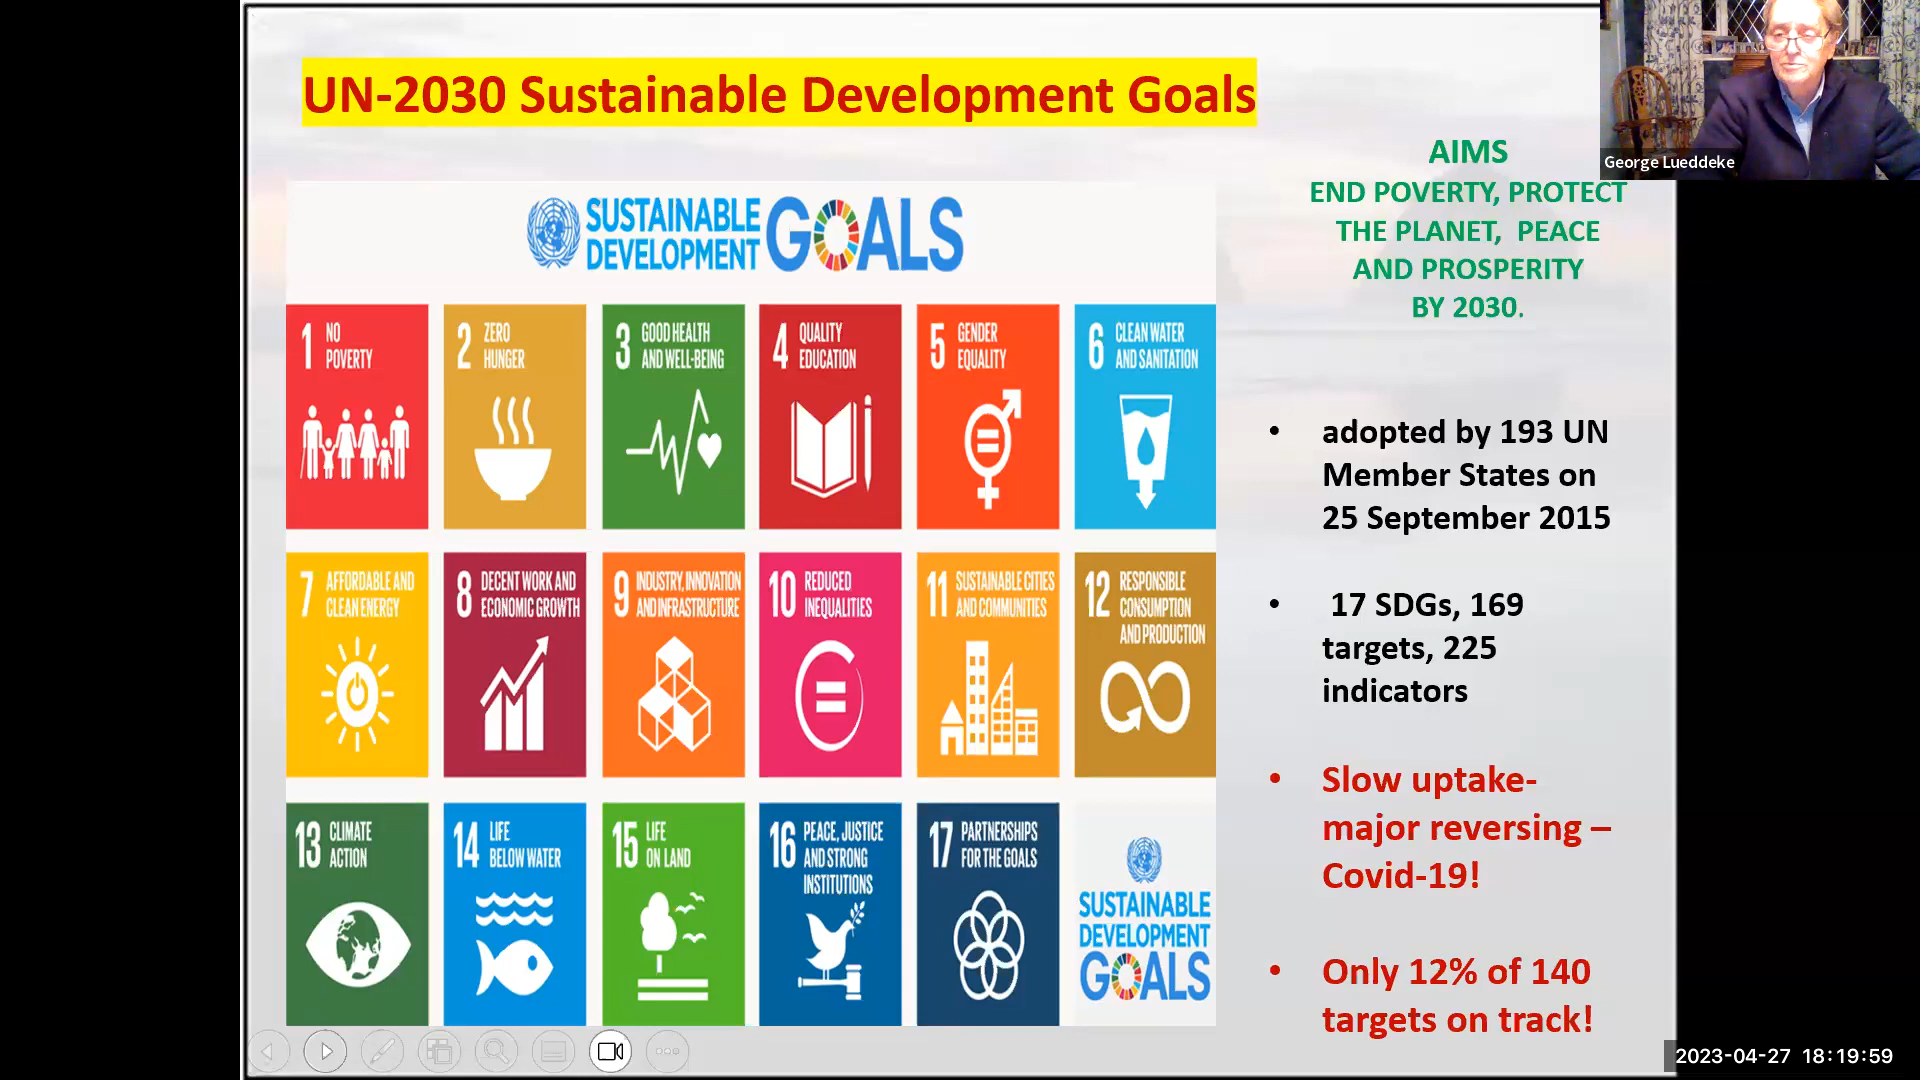 UN-2030 Sustainable Development Goals
George Lueddeke
AIMS
END POVERTY, PROTECT
THE PLANET, PEACE
AND PROSPERITY
BY 2030.
SUSTAINABLE
DEVELOPMENT
GOALS
1 NO
POVERTY
2 ZERO
HUNGER
3 GOOD HEALTH
AND WELL-BEING
4 QUALITY
EDUCATION
5 GENDER
EQUALITY
6 CLEAN WATER
AND SANITATION
7 AFFORDABLE AND
CLEAN ENERGY
8 DECENT WORK AND
ECONOMIC GROWTH
9 INDUSTRY, INNOVATION
AND INFRASTRUCTURE
10 REDUCED
INEQUALITIES
11 SUSTAINABLE CITIES
AND COMMUNITIES
12 RESPONSIBLE
CONSUMPTION
AND PRODUCTION
13 CLIMATE
ACTION
14 LIFE
BELOW WATER
15 LIFE
ON LAND
16 PEACE, JUSTICE
AND STRONG
INSTITUTIONS
17 PARTNERSHIPS
FOR THE GOALS
SUSTAINABLE
DEVELOPMENT
GOALS
• adopted by 193 UN
Member States on
25 September 2015
• 17 SDGs, 169
targets, 225
indicators
• Slow uptake-
major reversing –
Covid-19!
• Only 12% of 140
targets on track!
2023-04-27 18:19:59